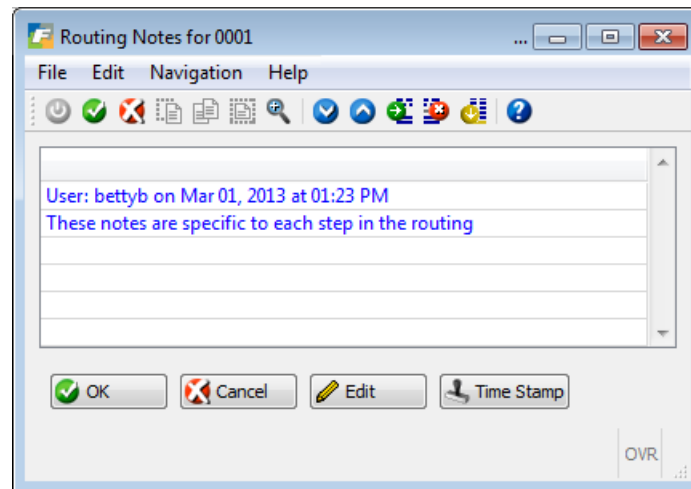 Routing Notes for 0001 ...
File Edit Navigation Help
User: bettyb on Mar 01, 2013 at 01:23 PM
These notes are specific to each step in the routing
OK Cancel Edit Time Stamp
OVR